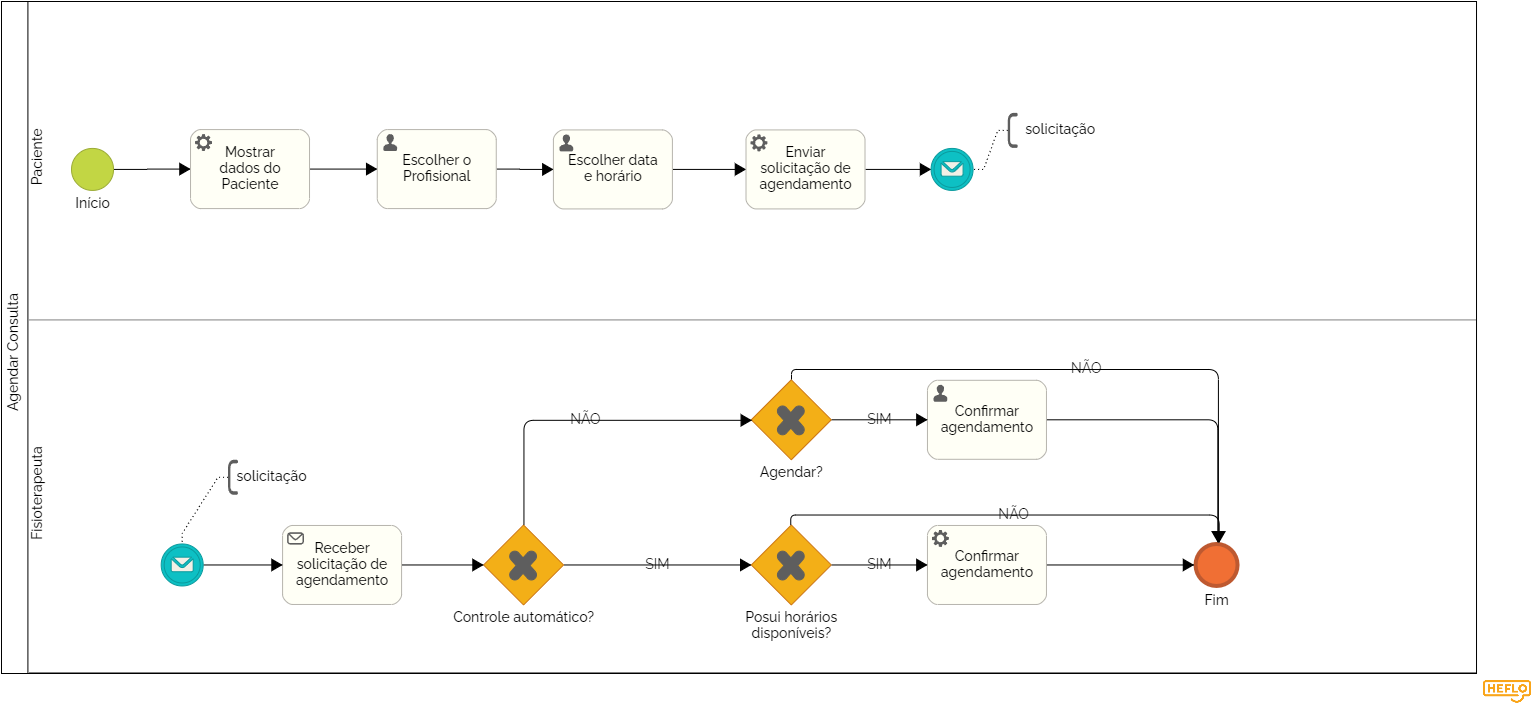 Agendar Consulta
Paciente
Início
Mostrar
dados do
Paciente
Escolher o
Profisional
Escolher data
e horário
Enviar
solicitação de
agendamento
solicitação
Fisioterapeuta
solicitação
Receber
solicitação de
agendamento
Controle automático?
NÃO
SIM
Agendar?
NÃO
SIM
Confirmar
agendamento
Posui horários
disponíveis?
NÃO
SIM
Confirmar
agendamento
Fim
HEFLO